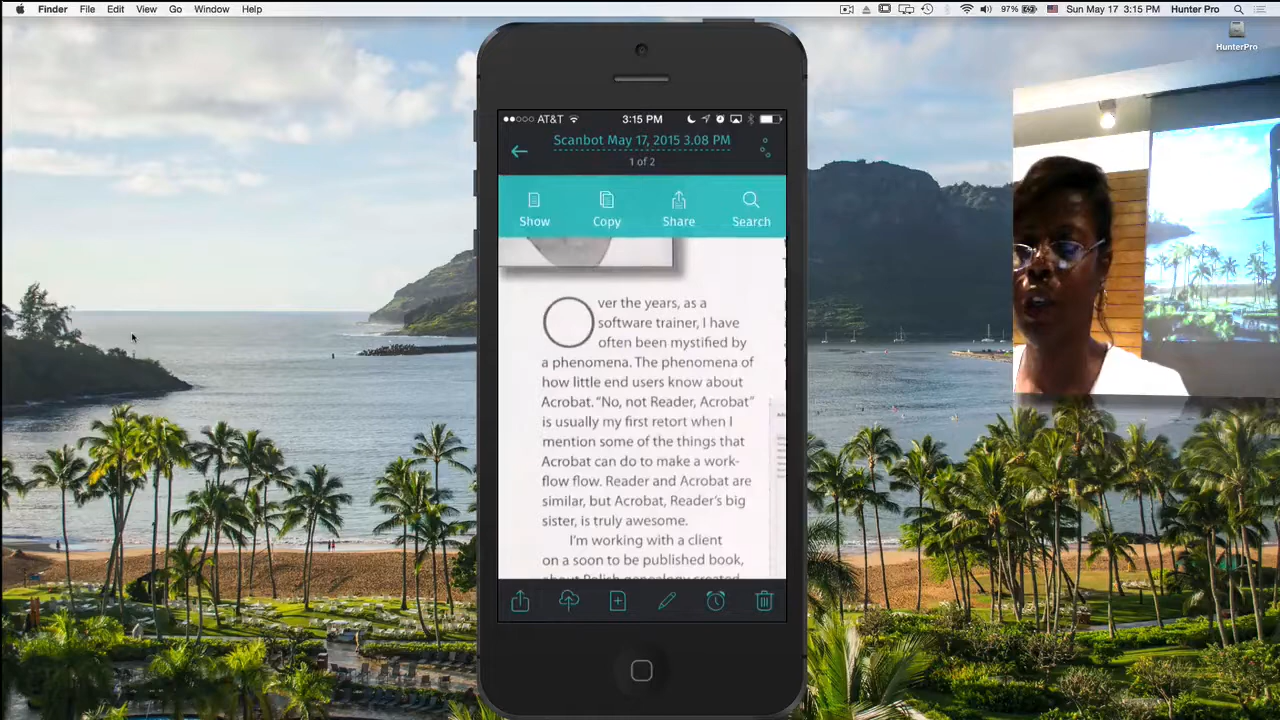 Finder File Edit View Go Window Help 97% Sun May 17 3:15 PM Hunter Pro
HunterPro
AT&T 3:15 PM
Scanbot May 17, 2015 3.08 PM
1 of 2
Show Copy Share Search
Over the years, as a
software trainer, I have
often been mystified by
a phenomena. The phenomena of
how little end users know about
Acrobat. “No, not Reader, Acrobat”
is usually my first retort when I
mention some of the things that
Acrobat can do to make a work-
flow flow. Reader and Acrobat are
similar, but Acrobat, Reader’s big
sister, is truly awesome.
I’m working with a client
on a soon to be published book,
about Polish genealogy created